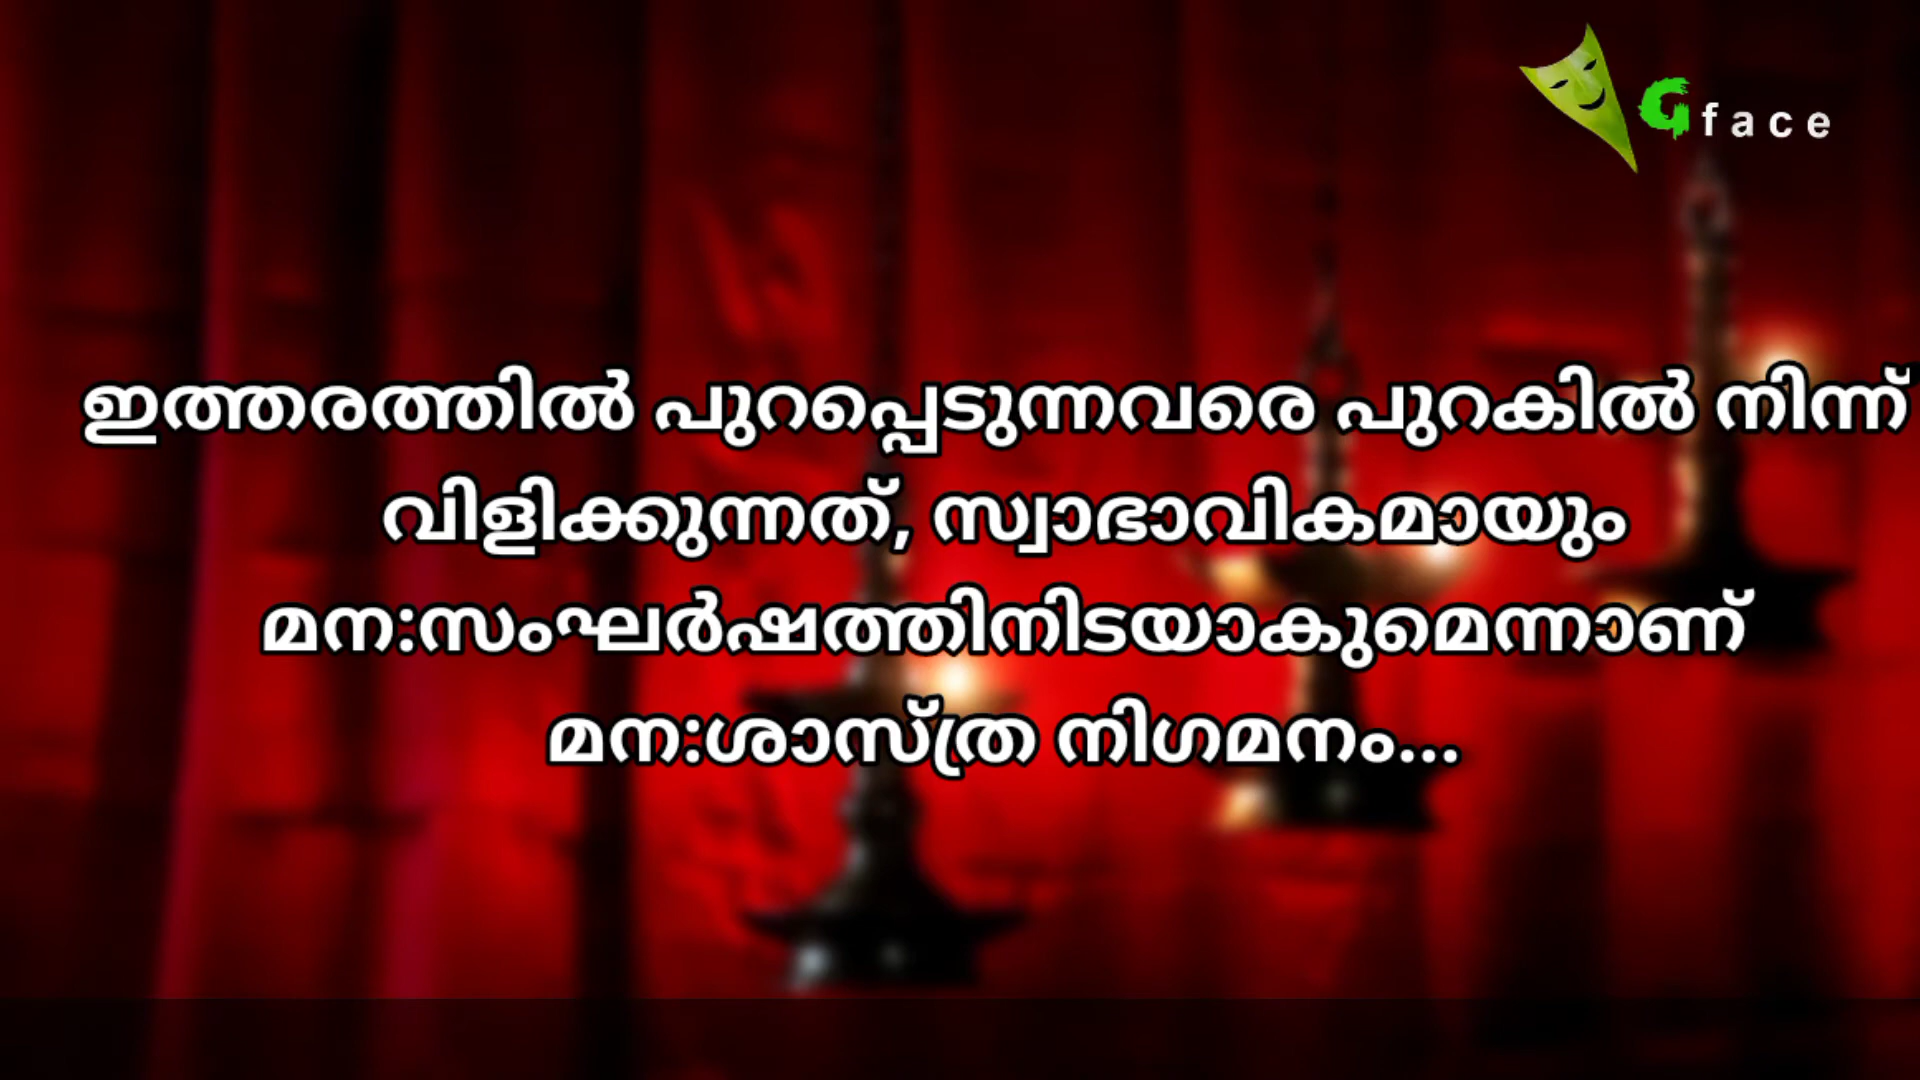 Gface
ഇത്തരത്തിൽ പുറപ്പെടുന്നവരെ പുറകിൽ നിന്ന്
വിളിക്കുന്നത്, സ്വാഭാവികമായും
മന:സംഘർഷത്തിനിടയാകുമെന്നാണ്
മന:ശാസ്ത്ര നിഗമനം...